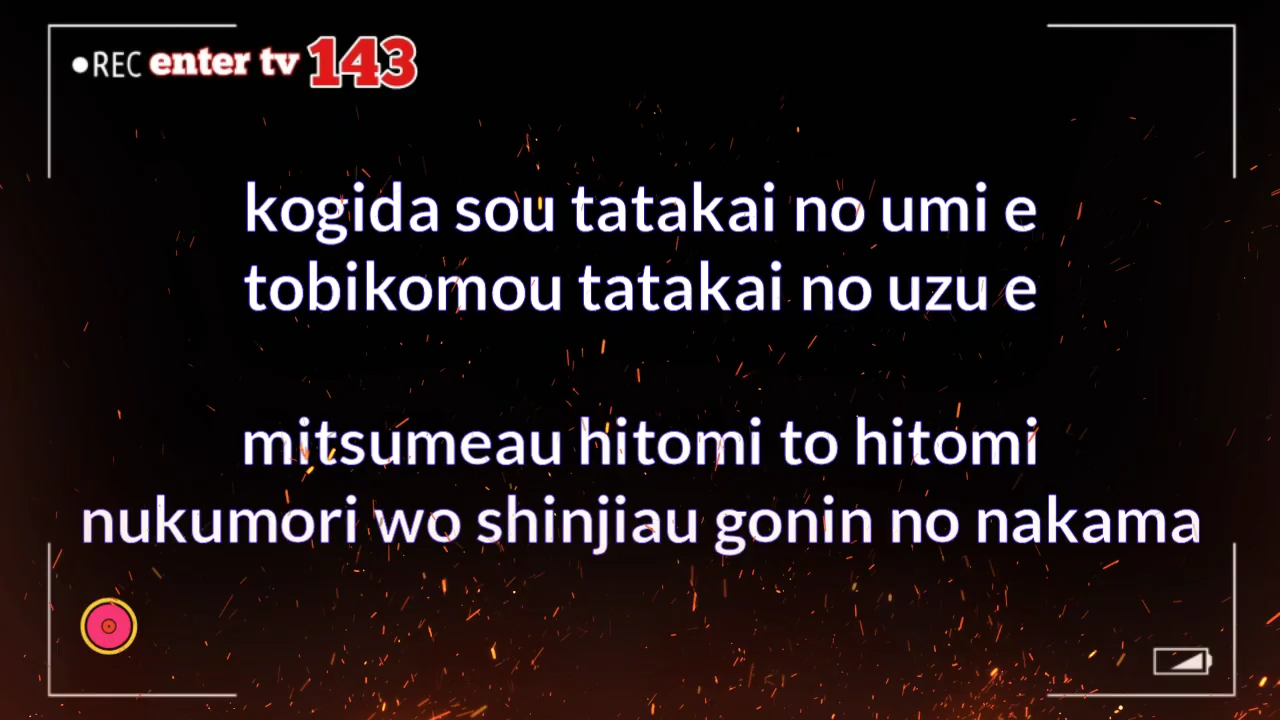 REC enter tv 143
kogida sou tatakai no umi e
tobikomou tatakai no uzu e
mitsumeau hitomi to hitomi
nukumori wo shinjiau gonin no nakama